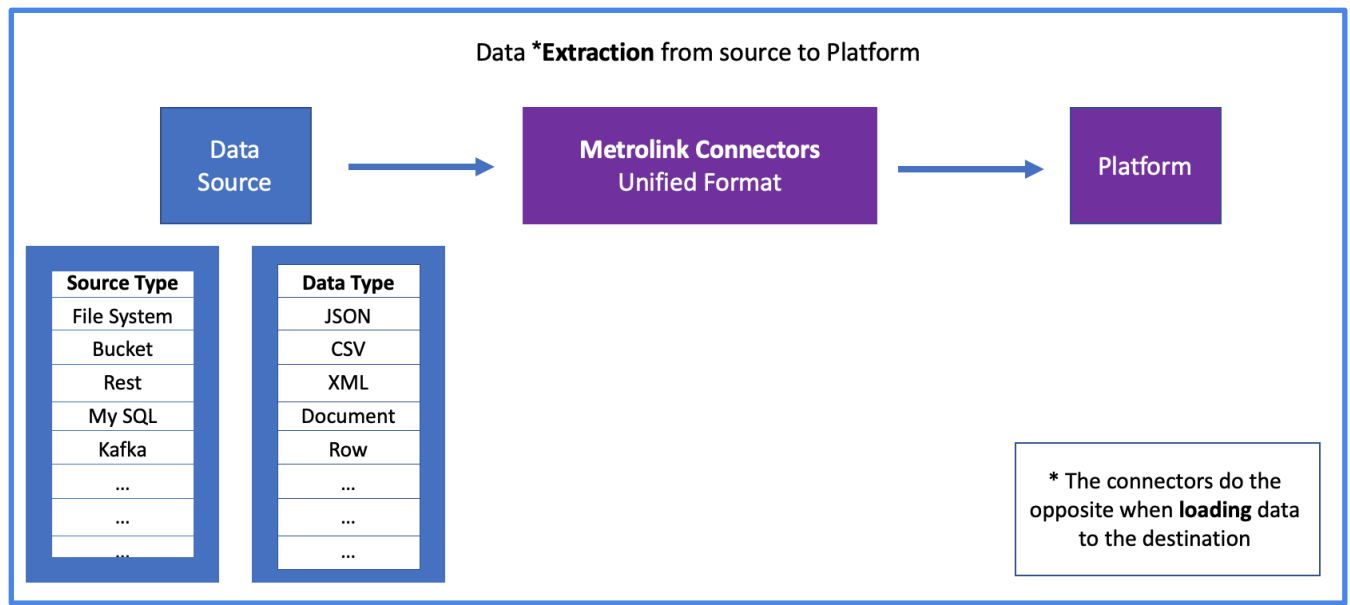 Data *Extraction from source to Platform
Data
Source
Metrolink Connectors
Unified Format
Platform
Source Type
File System
Bucket
Rest
My SQL
Kafka
...
...
...
Data Type
JSON
CSV
XML
Document
Row
...
...
...
* The connectors do the
opposite when loading data
to the destination